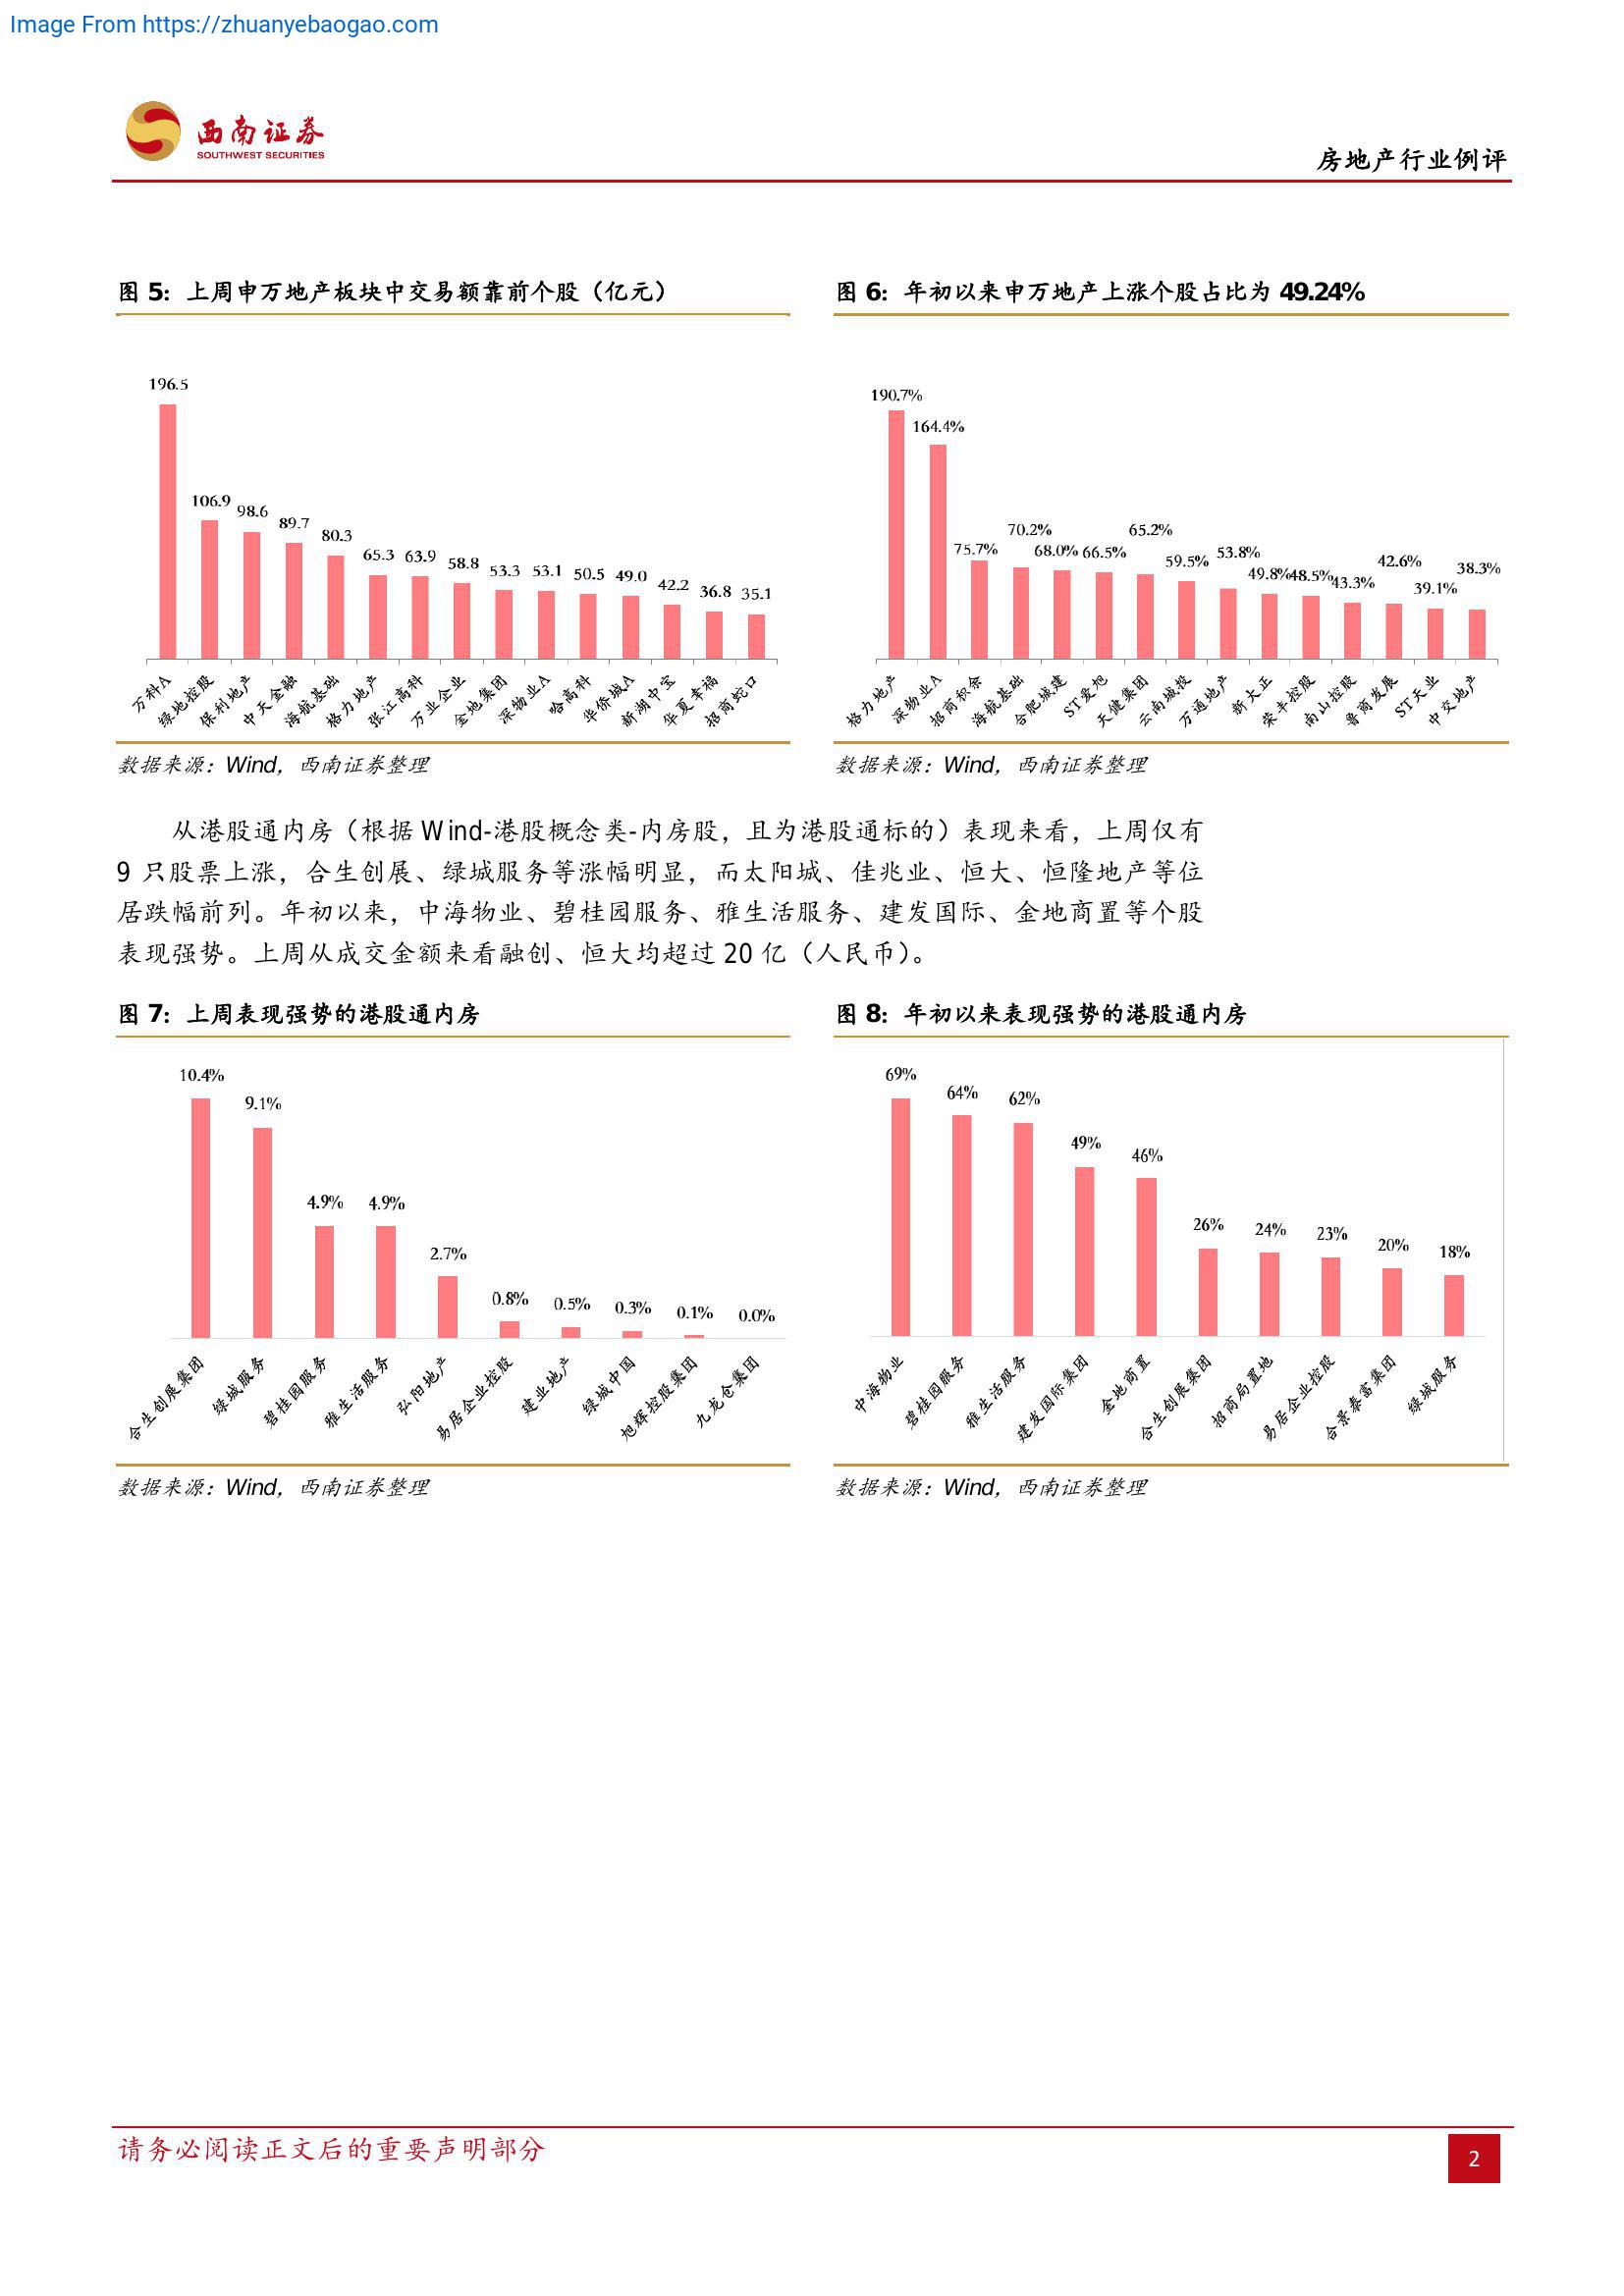 Image From https://zhuanyebaogao.com
西南证券
SOUTHWEST SECURITIES
房地产行业例评
图 5：上周申万地产板块中交易额靠前个股（亿元）
196.5
106.9
98.6
89.7
80.3
65.3
63.9
58.8
53.3
53.1
50.5
49.0
42.2
36.8
35.1
万科A
绿地控股
保利地产
中天金融
海航基础
格力地产
张江高科
万业企业
金地集团
深物业A
哈高科
华侨城A
新湖中宝
华夏幸福
招商蛇口
数据来源：Wind，西南证券整理
图 6：年初以来申万地产上涨个股占比为 49.24%
190.7%
164.4%
75.7%
70.2%
68.0%
66.5%
65.2%
59.5%
53.8%
49.8%
48.5%
43.3%
42.6%
39.1%
38.3%
格力地产
深物业A
招商积余
海航基础
合肥城建
ST爱旭
天健集团
云南城投
万通地产
新大正
荣丰控股
南山控股
鲁商发展
ST天业
中交地产
数据来源：Wind，西南证券整理
从港股通内房（根据 Wind-港股概念类-内房股，且为港股通标的）表现来看，上周仅有
9 只股票上涨，合生创展、绿城服务等涨幅明显，而太阳城、佳兆业、恒大、恒隆地产等位
居跌幅前列。年初以来，中海物业、碧桂园服务、雅生活服务、建发国际、金地商置等个股
表现强势。上周从成交金额来看融创、恒大均超过 20 亿（人民币）。
图 7：上周表现强势的港股通内房
10.4%
9.1%
4.9%
4.9%
2.7%
0.8%
0.5%
0.3%
0.1%
0.0%
合生创展集团
绿城服务
碧桂园服务
雅生活服务
弘阳地产
易居企业控股
建业地产
绿城中国
旭辉控股集团
九龙仓集团
数据来源：Wind，西南证券整理
图 8：年初以来表现强势的港股通内房
69%
64%
62%
49%
46%
26%
24%
23%
20%
18%
中海物业
碧桂园服务
雅生活服务
建发国际集团
金地商置
合生创展集团
招商局置地
易居企业控股
合景泰富集团
绿城服务
数据来源：Wind，西南证券整理
请务必阅读正文后的重要声明部分
2